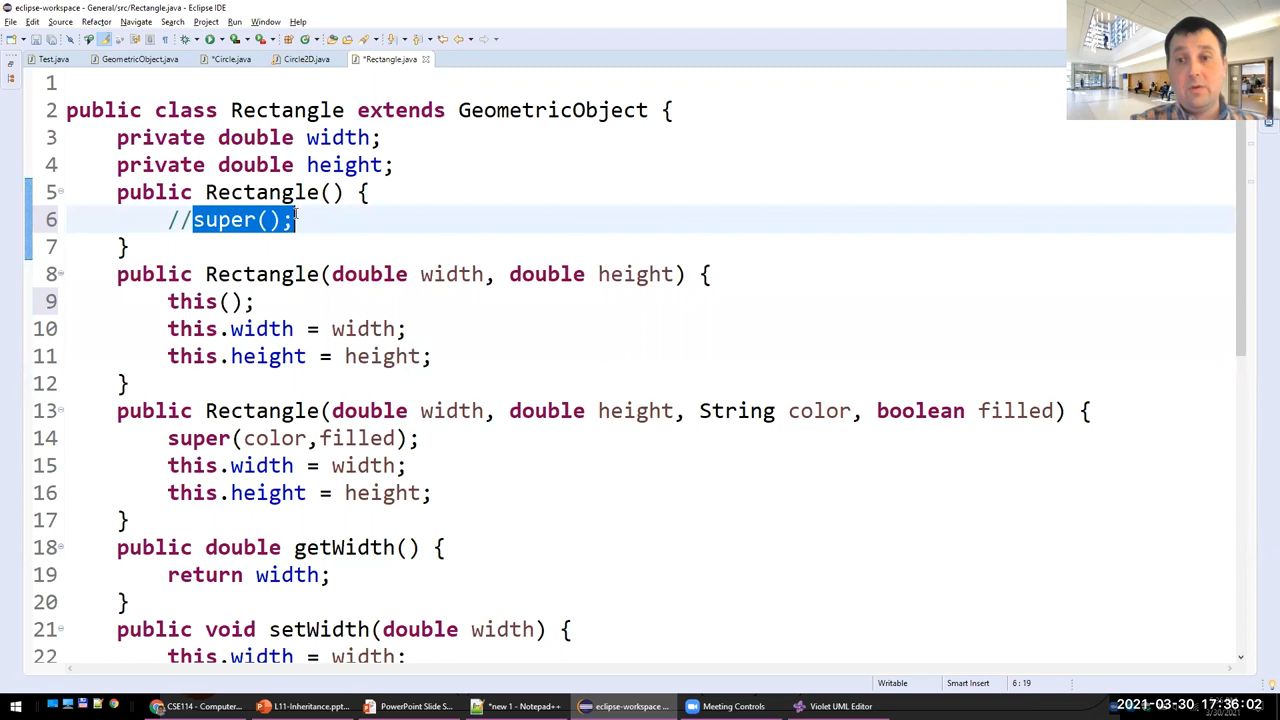 eclipse-workspace - General/src/Rectangle.java - Eclipse IDE
File Edit Source Refactor Navigate Search Project Run Window Help
Test.java GeometricObject.java *Circle.java Circle2D.java *Rectangle.java
1
2 public class Rectangle extends GeometricObject {
3 private double width;
4 private double height;
5 public Rectangle() {
6 //super();
7 }
8 public Rectangle(double width, double height) {
9 this();
10 this.width = width;
11 this.height = height;
12 }
13 public Rectangle(double width, double height, String color, boolean filled) {
14 super(color,filled);
15 this.width = width;
16 this.height = height;
17 }
18 public double getWidth() {
19 return width;
20 }
21 public void setWidth(double width) {
22 this.width = width;
Writable Smart Insert 6 : 19
CSE114 - Computer... L11-Inheritance.ppt... PowerPoint Slide S... *new 1 - Notepad++ eclipse-workspace ... Meeting Controls Violet UML Editor 2021-03-30 17:36:02
3/30/2021